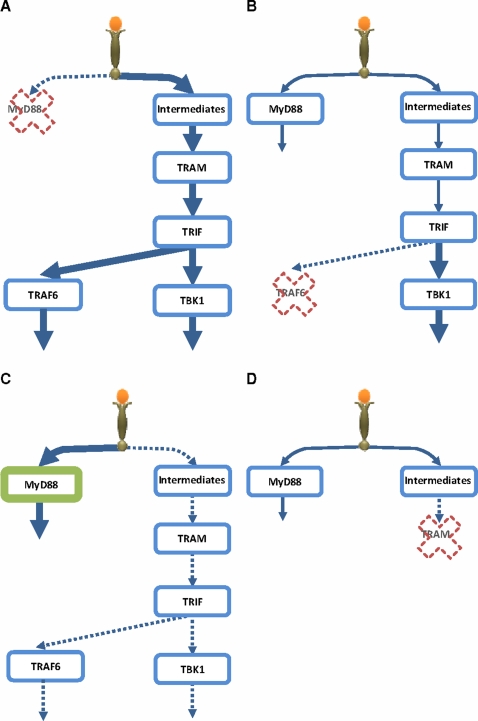 A
MyD88
Intermediates
TRAM
TRIF
TRAF6
TBK1
B
MyD88
Intermediates
TRAM
TRIF
TRAF6
TBK1
C
MyD88
Intermediates
TRAM
TRIF
TRAF6
TBK1
D
MyD88
Intermediates
TRAM